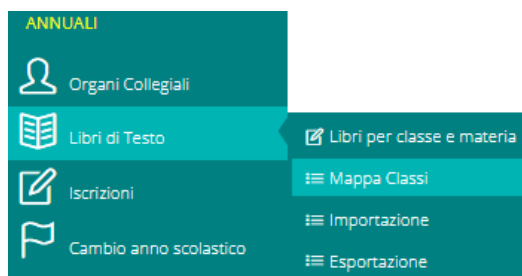 ANNUALI
Organi Collegiali
Libri di Testo
Iscrizioni
Cambio anno scolastico
Libri per classe e materia
Mappa Classi
Importazione
Esportazione